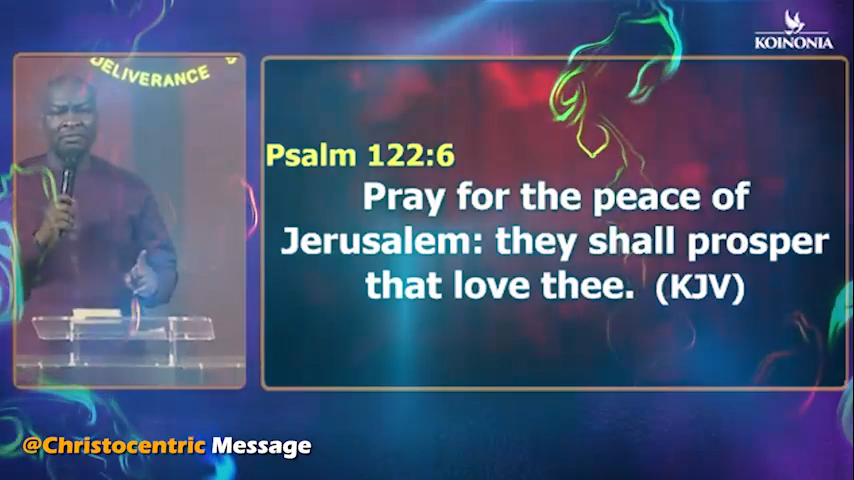 KOINONIA
DELIVERANCE
Psalm 122:6
Pray for the peace of
Jerusalem: they shall prosper
that love thee. (KJV)
@Christocentric Message